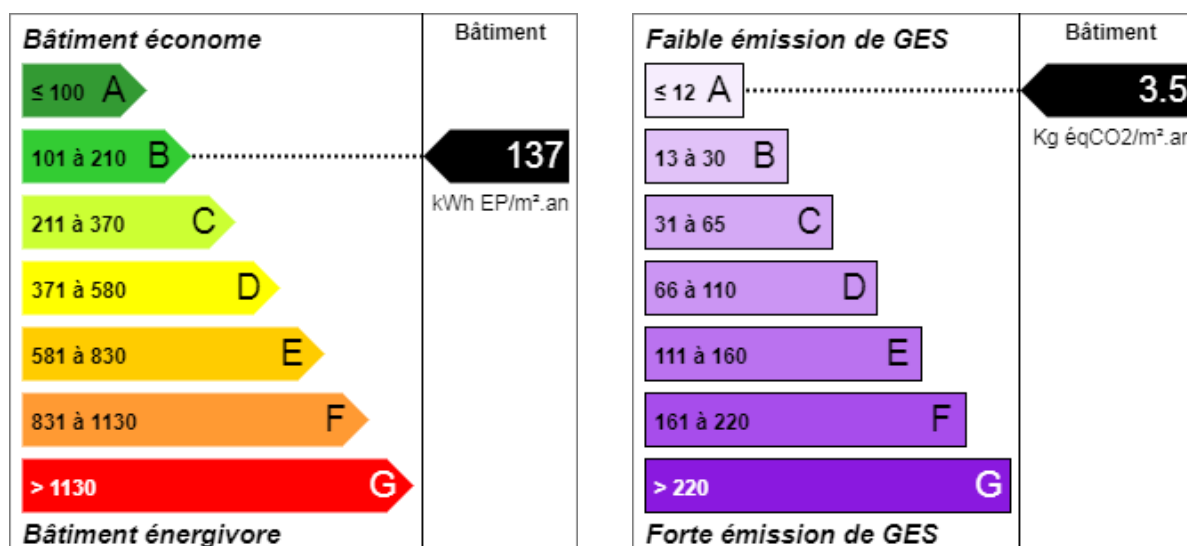 Bâtiment économe
Bâtiment
≤ 100 A
101 à 210 B
137
kWh EP/m².an
211 à 370 C
371 à 580 D
581 à 830 E
831 à 1130 F
> 1130 G
Bâtiment énergivore
Faible émission de GES
Bâtiment
≤ 12 A
3.5
Kg éqCO2/m².an
13 à 30 B
31 à 65 C
66 à 110 D
111 à 160 E
161 à 220 F
> 220 G
Forte émission de GES